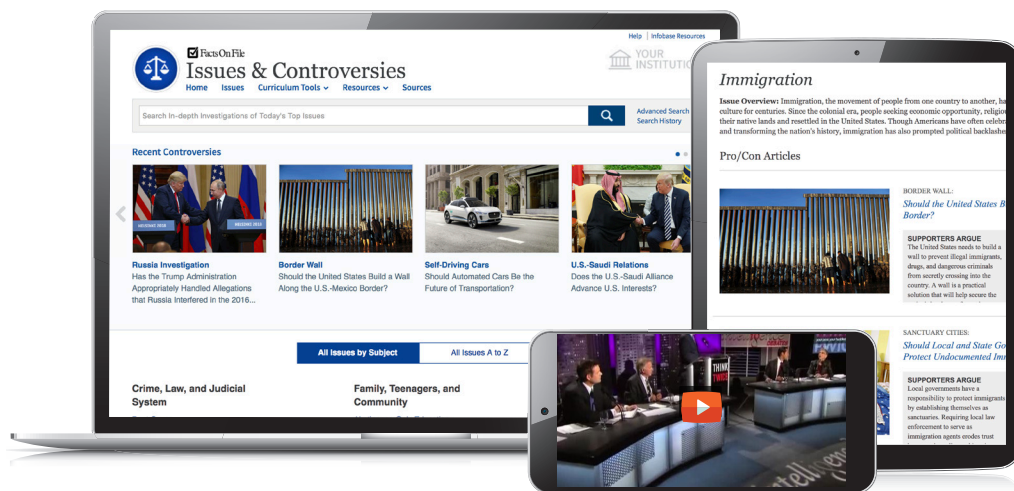 Help | Infobase Resources
FactsOnFile
Issues & Controversies
YOUR
INSTITUTIO
Home Issues Curriculum Tools Resources Sources
Search In-depth Investigations of Today's Top Issues
Advanced Search
Search History
Recent Controversies
HELSINKI 2018
HELSINKI 2018
Russia Investigation
Has the Trump Administration
Appropriately Handled Allegations
that Russia Interfered in the 2016...
Border Wall
Should the United States Build a Wall
Along the U.S.-Mexico Border?
Self-Driving Cars
Should Automated Cars Be the
Future of Transportation?
U.S.-Saudi Relations
Does the U.S.-Saudi Alliance
Advance U.S. Interests?
All Issues by Subject
All Issues A to Z
Crime, Law, and Judicial
System
Family, Teenagers, and
Community
Immigration
Issue Overview: Immigration, the movement of people from one country to another, ha
culture for centuries. Since the colonial era, people seeking economic opportunity, religiou
their native lands and resettled in the United States. Though Americans have often celebr
and transforming the nation's history, immigration has also prompted political backlashe
Pro/Con Articles
BORDER WALL:
Should the United States B
Border?
SUPPORTERS ARGUE
The United States needs to build a
wall to prevent illegal immigrants,
drugs, and dangerous criminals
from secretly crossing into the
country. A wall is a practical
solution that will help secure the
SANCTUARY CITIES:
Should Local and State Go
Protect Undocumented Imm
SUPPORTERS ARGUE
Local governments have a
responsibility to protect immigrants
by establishing themselves as
sanctuaries. Requiring local law
enforcement to serve as
immigration agents erodes trust
THINK
TWICE